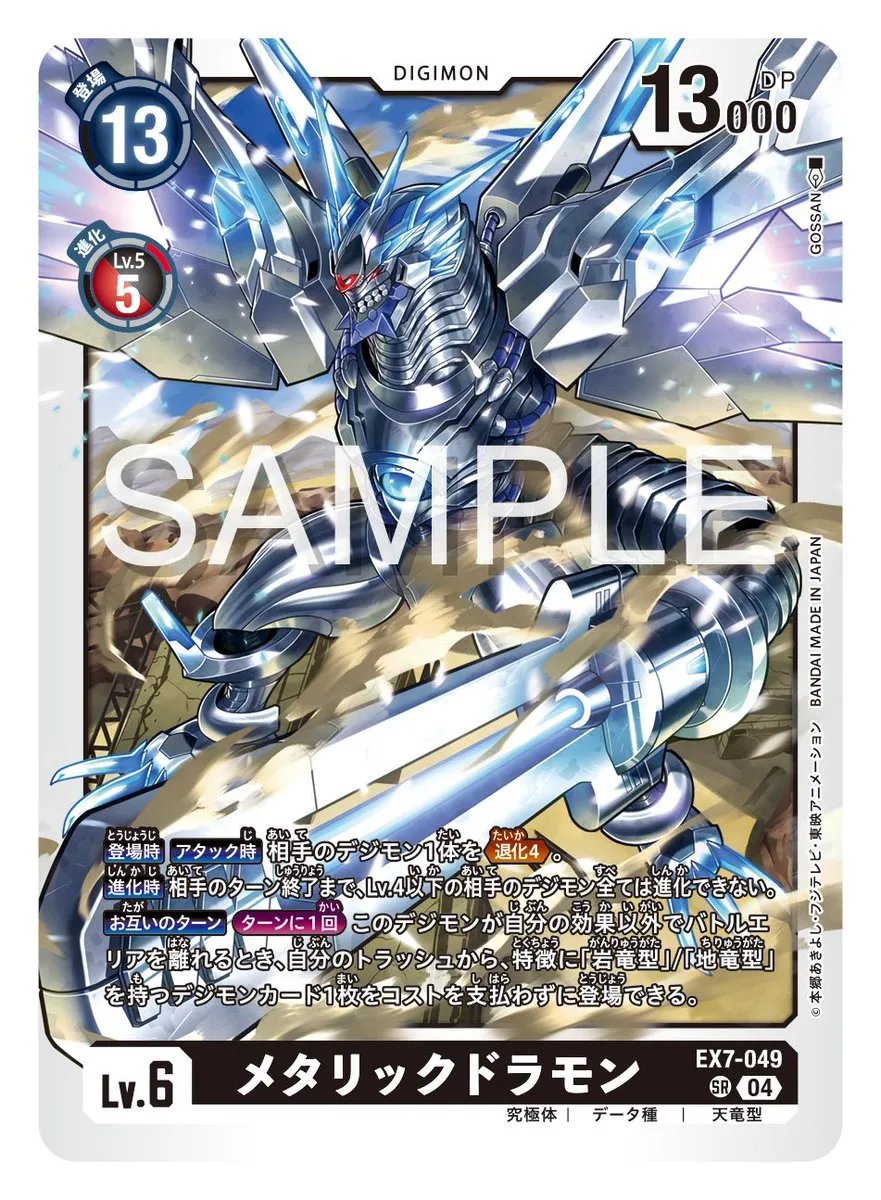 DIGIMON
登場
13
13000
DP
進化
Lv.5
5
GOSSAN
SAMPLE
登場時 アタック時 相手のデジモン1体を 退化4 。
進化時 相手のターン終了まで、Lv.4以下の相手のデジモン全ては進化できない。
お互いのターン ターンに1回 このデジモンが自分の効果以外でバトルエ
リアを離れるとき、自分のトラッシュから、特徴に「岩竜型」/「地竜型」
を持つデジモンカード1枚をコストを支払わずに登場できる。
©本郷あきよし・フジテレビ・東映アニメーション BANDAI MADE IN JAPAN
Lv.6
メタリックドラモン
EX7-049
SR 04
究極体 | データ種 | 天竜型